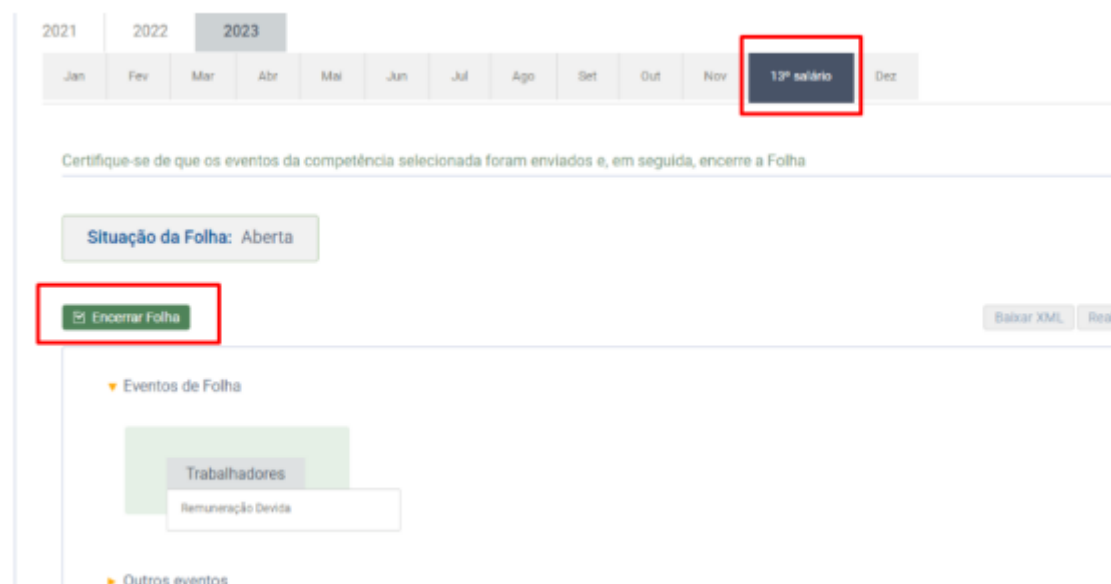 2021 2022 2023
Jan Fev Mar Abr Mai Jun Jul Ago Set Out Nov 13º salário Dez
Certifique-se de que os eventos da competência selecionada foram enviados e, em seguida, encerre a Folha
Situação da Folha: Aberta
Encerrar Folha Baixar XML Rea
Eventos de Folha
Trabalhadores
Remuneração Devida
Outros eventos